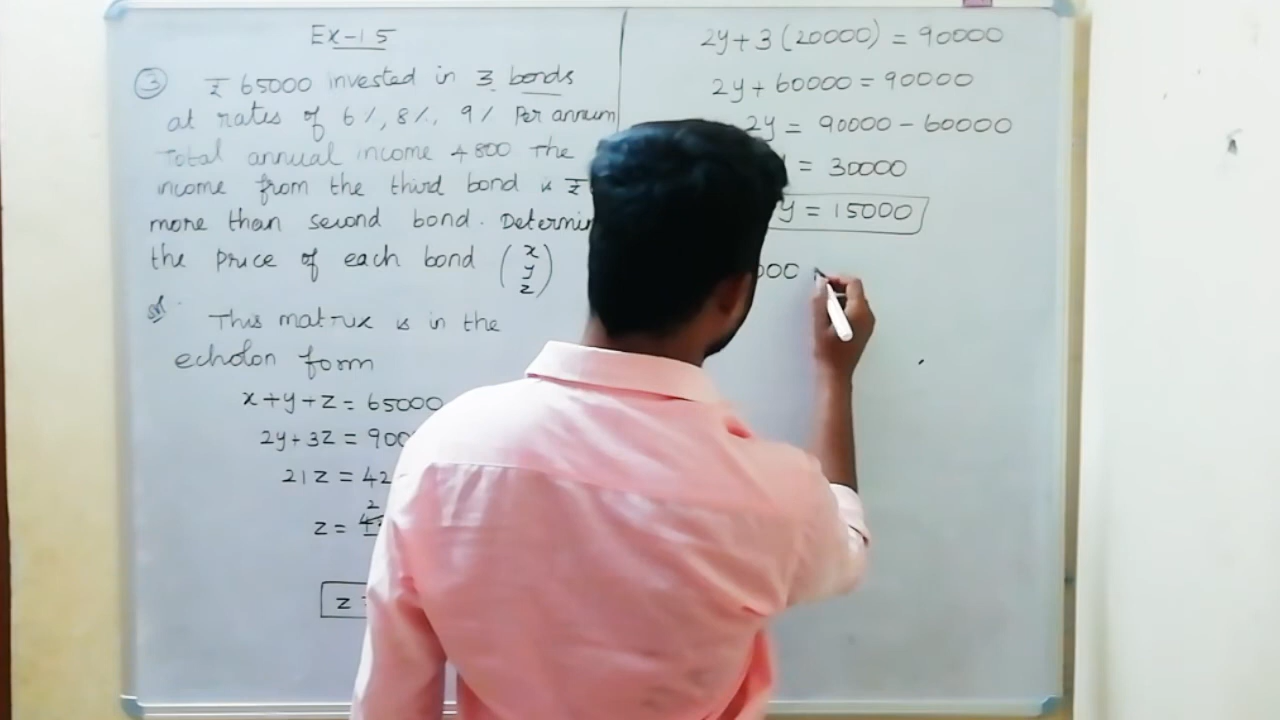 Ex-1.5
③ ₹ 65000 invested in 3 bonds
at rates of 6%, 8%, 9% Per annum
Total annual income 4800 The
income from the third bond is ₹
more than second bond. Determin
the price of each bond (x y z)
Sol
This matrix is in the
echolon form
x+y+z = 65000
2y+3z = 900
21z = 42
z =
z =
2y+3(20000) = 90000
2y+60000 = 90000
2y = 90000-60000
= 30000
y = 15000
000